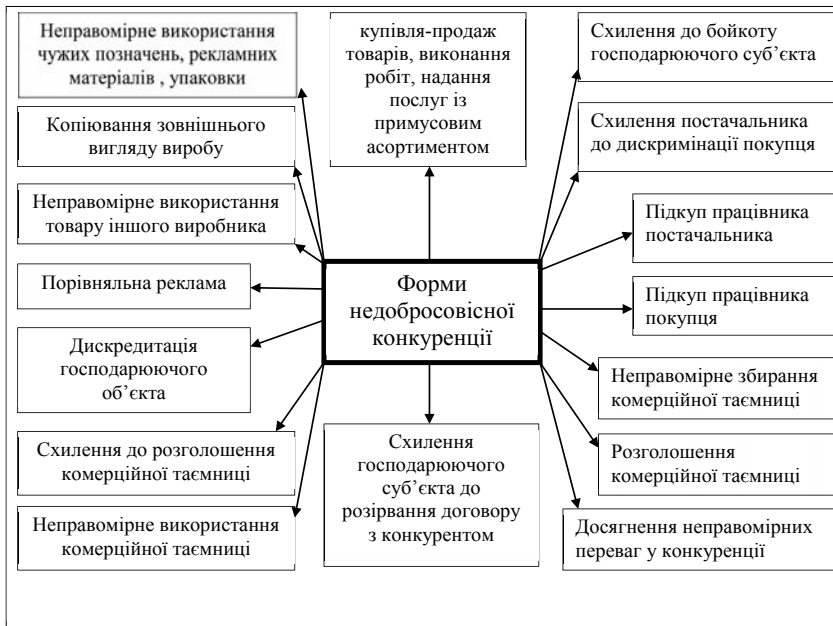 Неправомірне використання
чужих позначень, рекламних
матеріалів , упаковки
Копіювання зовнішнього
вигляду виробу
Неправомірне використання
товару іншого виробника
Порівняльна реклама
Дискредитація
господарюючого
об’єкта
Схилення до розголошення
комерційної таємниці
Неправомірне використання
комерційної таємниці
купівля-продаж
товарів, виконання
робіт, надання
послуг із
примусовим
асортиментом
Форми
недобросовісної
конкуренції
Схилення
господарюючого
суб’єкта до
розірвання договору
з конкурентом
Схилення до бойкоту
господарюючого суб’єкта
Схилення постачальника
до дискримінації покупця
Підкуп працівника
постачальника
Підкуп працівника
покупця
Неправомірне збирання
комерційної таємниці
Розголошення
комерційної таємниці
Досягнення неправомірних
переваг у конкуренції